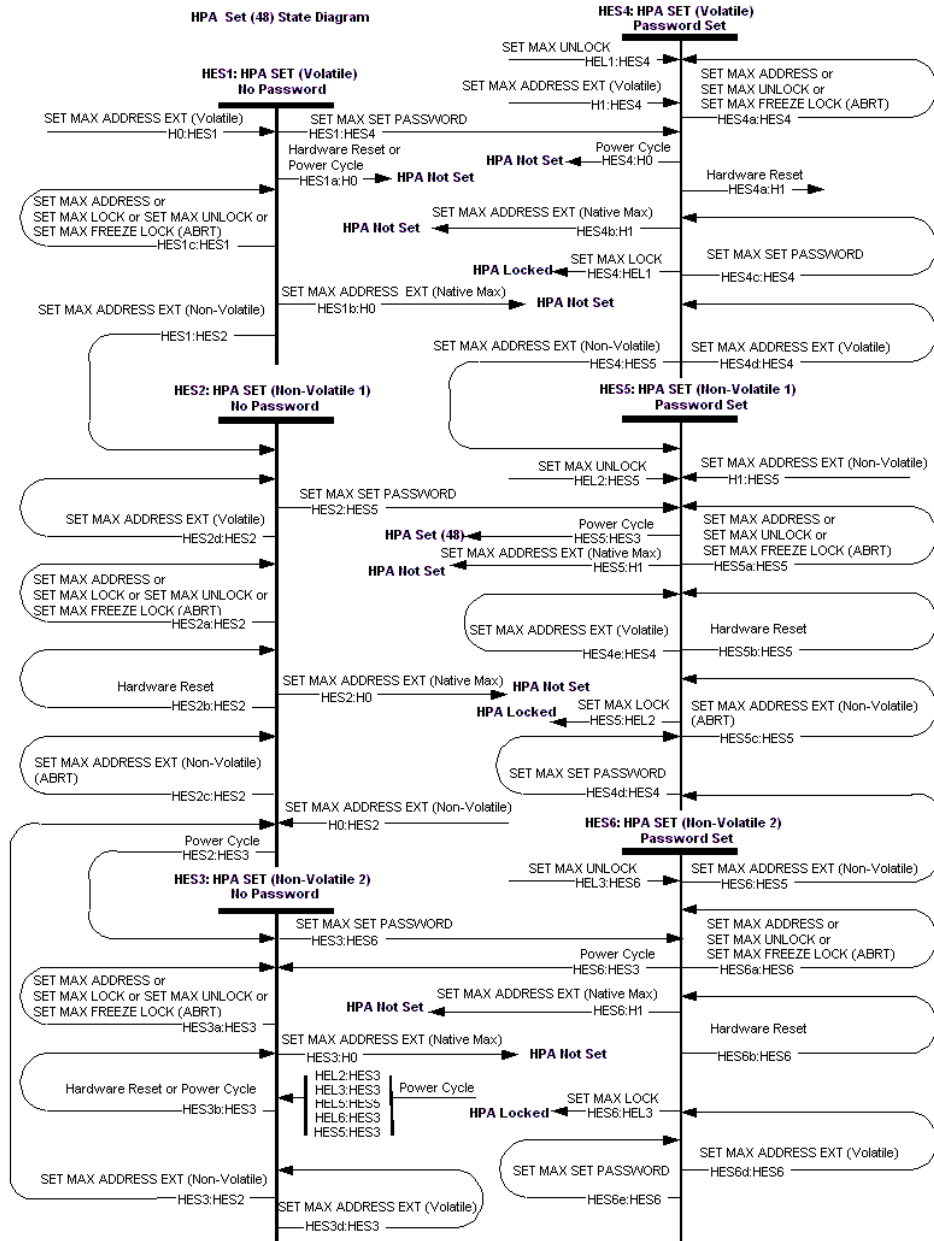 HPA Set (48) State Diagram
HES1: HPA SET (Volatile)
No Password
SET MAX ADDRESS EXT (Volatile)
H0:HES1
SET MAX SET PASSWORD
HES1:HES4
Hardware Reset or
Power Cycle
HES1a:H0
HPA Not Set
SET MAX ADDRESS or
SET MAX LOCK or SET MAX UNLOCK or
SET MAX FREEZE LOCK (ABRT)
HES1c:HES1
SET MAX ADDRESS EXT (Native Max)
HES1b:H0
HPA Not Set
SET MAX ADDRESS EXT (Non-Volatile)
HES1:HES2
HES2: HPA SET (Non-Volatile 1)
No Password
SET MAX ADDRESS EXT (Volatile)
HES2d:HES2
SET MAX SET PASSWORD
HES2:HES5
SET MAX ADDRESS or
SET MAX LOCK or SET MAX UNLOCK or
SET MAX FREEZE LOCK (ABRT)
HES2a:HES2
Hardware Reset
HES2b:HES2
SET MAX ADDRESS EXT (Native Max)
HES2:H0
HPA Not Set
SET MAX ADDRESS EXT (Non-Volatile)
(ABRT)
HES2c:HES2
SET MAX ADDRESS EXT (Non-Volatile)
H0:HES2
Power Cycle
HES2:HES3
HES3: HPA SET (Non-Volatile 2)
No Password
SET MAX SET PASSWORD
HES3:HES6
SET MAX ADDRESS or
SET MAX LOCK or SET MAX UNLOCK or
SET MAX FREEZE LOCK (ABRT)
HES3a:HES3
SET MAX ADDRESS EXT (Native Max)
HES3:H0
HPA Not Set
Hardware Reset or Power Cycle
HES3b:HES3
HEL2:HES3
HEL3:HES3
HEL5:HES5
HEL6:HES3
HES5:HES3
Power Cycle
SET MAX ADDRESS EXT (Non-Volatile)
HES3:HES2
SET MAX ADDRESS EXT (Volatile)
HES3d:HES3
HES4: HPA SET (Volatile)
Password Set
SET MAX UNLOCK
HEL1:HES4
SET MAX ADDRESS EXT (Volatile)
H1:HES4
SET MAX ADDRESS or
SET MAX UNLOCK or
SET MAX FREEZE LOCK (ABRT)
HES4a:HES4
Power Cycle
HES4:H0
HPA Not Set
Hardware Reset
HES4a:H1
SET MAX ADDRESS EXT (Native Max)
HES4b:H1
HPA Not Set
SET MAX LOCK
HES4:HEL1
HPA Locked
SET MAX SET PASSWORD
HES4c:HES4
SET MAX ADDRESS EXT (Non-Volatile)
HES4:HES5
SET MAX ADDRESS EXT (Volatile)
HES4d:HES4
HES5: HPA SET (Non-Volatile 1)
Password Set
SET MAX UNLOCK
HEL2:HES5
SET MAX ADDRESS EXT (Non-Volatile)
H1:HES5
Power Cycle
HES5:HES3
HPA Set (48)
SET MAX ADDRESS or
SET MAX UNLOCK or
SET MAX FREEZE LOCK (ABRT)
HES5a:HES5
SET MAX ADDRESS EXT (Native Max)
HES5:H1
HPA Not Set
SET MAX ADDRESS EXT (Volatile)
HES4e:HES4
Hardware Reset
HES5b:HES5
SET MAX LOCK
HES5:HEL2
HPA Locked
SET MAX ADDRESS EXT (Non-Volatile)
(ABRT)
HES5c:HES5
SET MAX SET PASSWORD
HES4d:HES4
HES6: HPA SET (Non-Volatile 2)
Password Set
SET MAX UNLOCK
HEL3:HES6
SET MAX ADDRESS EXT (Non-Volatile)
HES6:HES5
SET MAX ADDRESS or
SET MAX UNLOCK or
SET MAX FREEZE LOCK (ABRT)
HES6a:HES6
Power Cycle
HES6:HES3
SET MAX ADDRESS EXT (Native Max)
HES6:H1
HPA Not Set
Hardware Reset
HES6b:HES6
SET MAX LOCK
HES6:HEL3
HPA Locked
SET MAX ADDRESS EXT (Volatile)
HES6d:HES6
SET MAX SET PASSWORD
HES6e:HES6